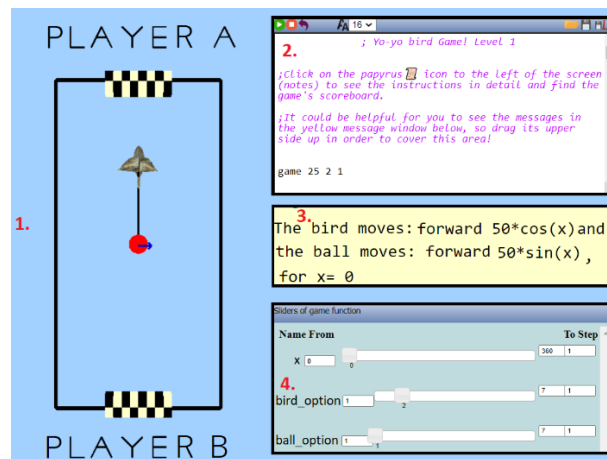 PLAYER A
1.
PLAYER B
16
2.
; Yo-yo bird Game! Level 1
;Click on the papyrus icon to the left of the screen
(notes) to see the instructions in detail and find the
game's scoreboard.
;It could be helpful for you to see the messages in
the yellow message window below, so drag its upper
side up in order to cover this area!
game 25 2 1
3.
The bird moves: forward 50*cos(x)and
the ball moves: forward 50*sin(x),
for x= 0
Sliders of game function
Name From To Step
x 0 0 360 1
4.
bird_option 1 2 7 1
ball_option 1 1 7 1